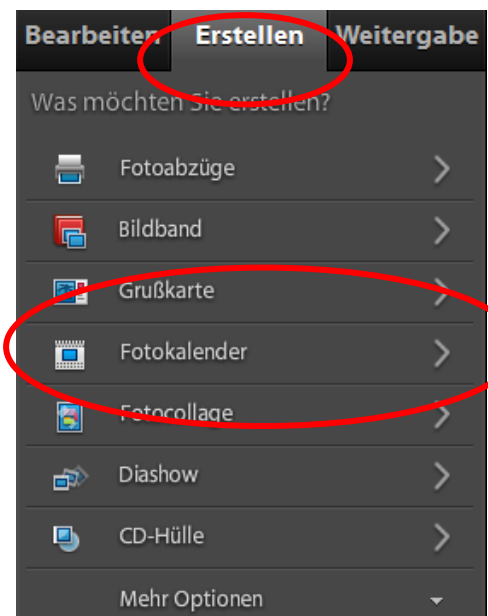 Bearbeiten Erstellen Weitergabe
Was möchten Sie erstellen?
Fotoabzüge
Bildband
Grußkarte
Fotokalender
Fotocollage
Diashow
CD-Hülle
Mehr Optionen